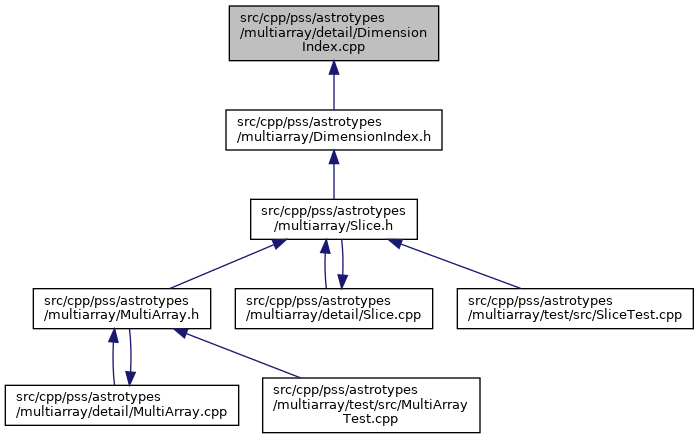 src/cpp/pss/astrotypes
/multiarray/detail/Dimension
Index.cpp
src/cpp/pss/astrotypes
/multiarray/DimensionIndex.h
src/cpp/pss/astrotypes
/multiarray/Slice.h
src/cpp/pss/astrotypes
/multiarray/MultiArray.h
src/cpp/pss/astrotypes
/multiarray/detail/Slice.cpp
src/cpp/pss/astrotypes
/multiarray/test/src/SliceTest.cpp
src/cpp/pss/astrotypes
/multiarray/detail/MultiArray.cpp
src/cpp/pss/astrotypes
/multiarray/test/src/MultiArray
Test.cpp